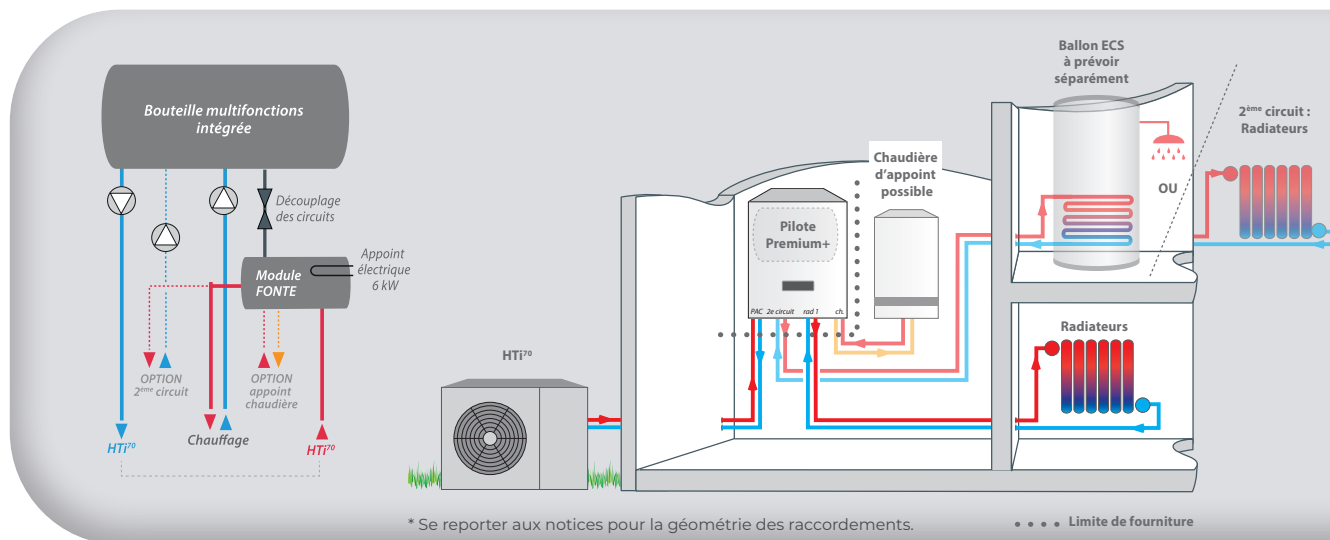 Bouteille multifonctions
intégrée
Découplage
des circuits
Appoint
électrique
6 kW
Module
FONTE
OPTION
2ème circuit
OPTION
appoint
chaudière
HTi70
Chauffage
HTi70
HTi70
Pilote
Premium+
PAC 2e circuit rad 1 ch.
Chaudière
d'appoint
possible
Ballon ECS
à prévoir
séparément
OU
2ème circuit :
Radiateurs
Radiateurs
* Se reporter aux notices pour la géométrie des raccordements.
Limite de fourniture